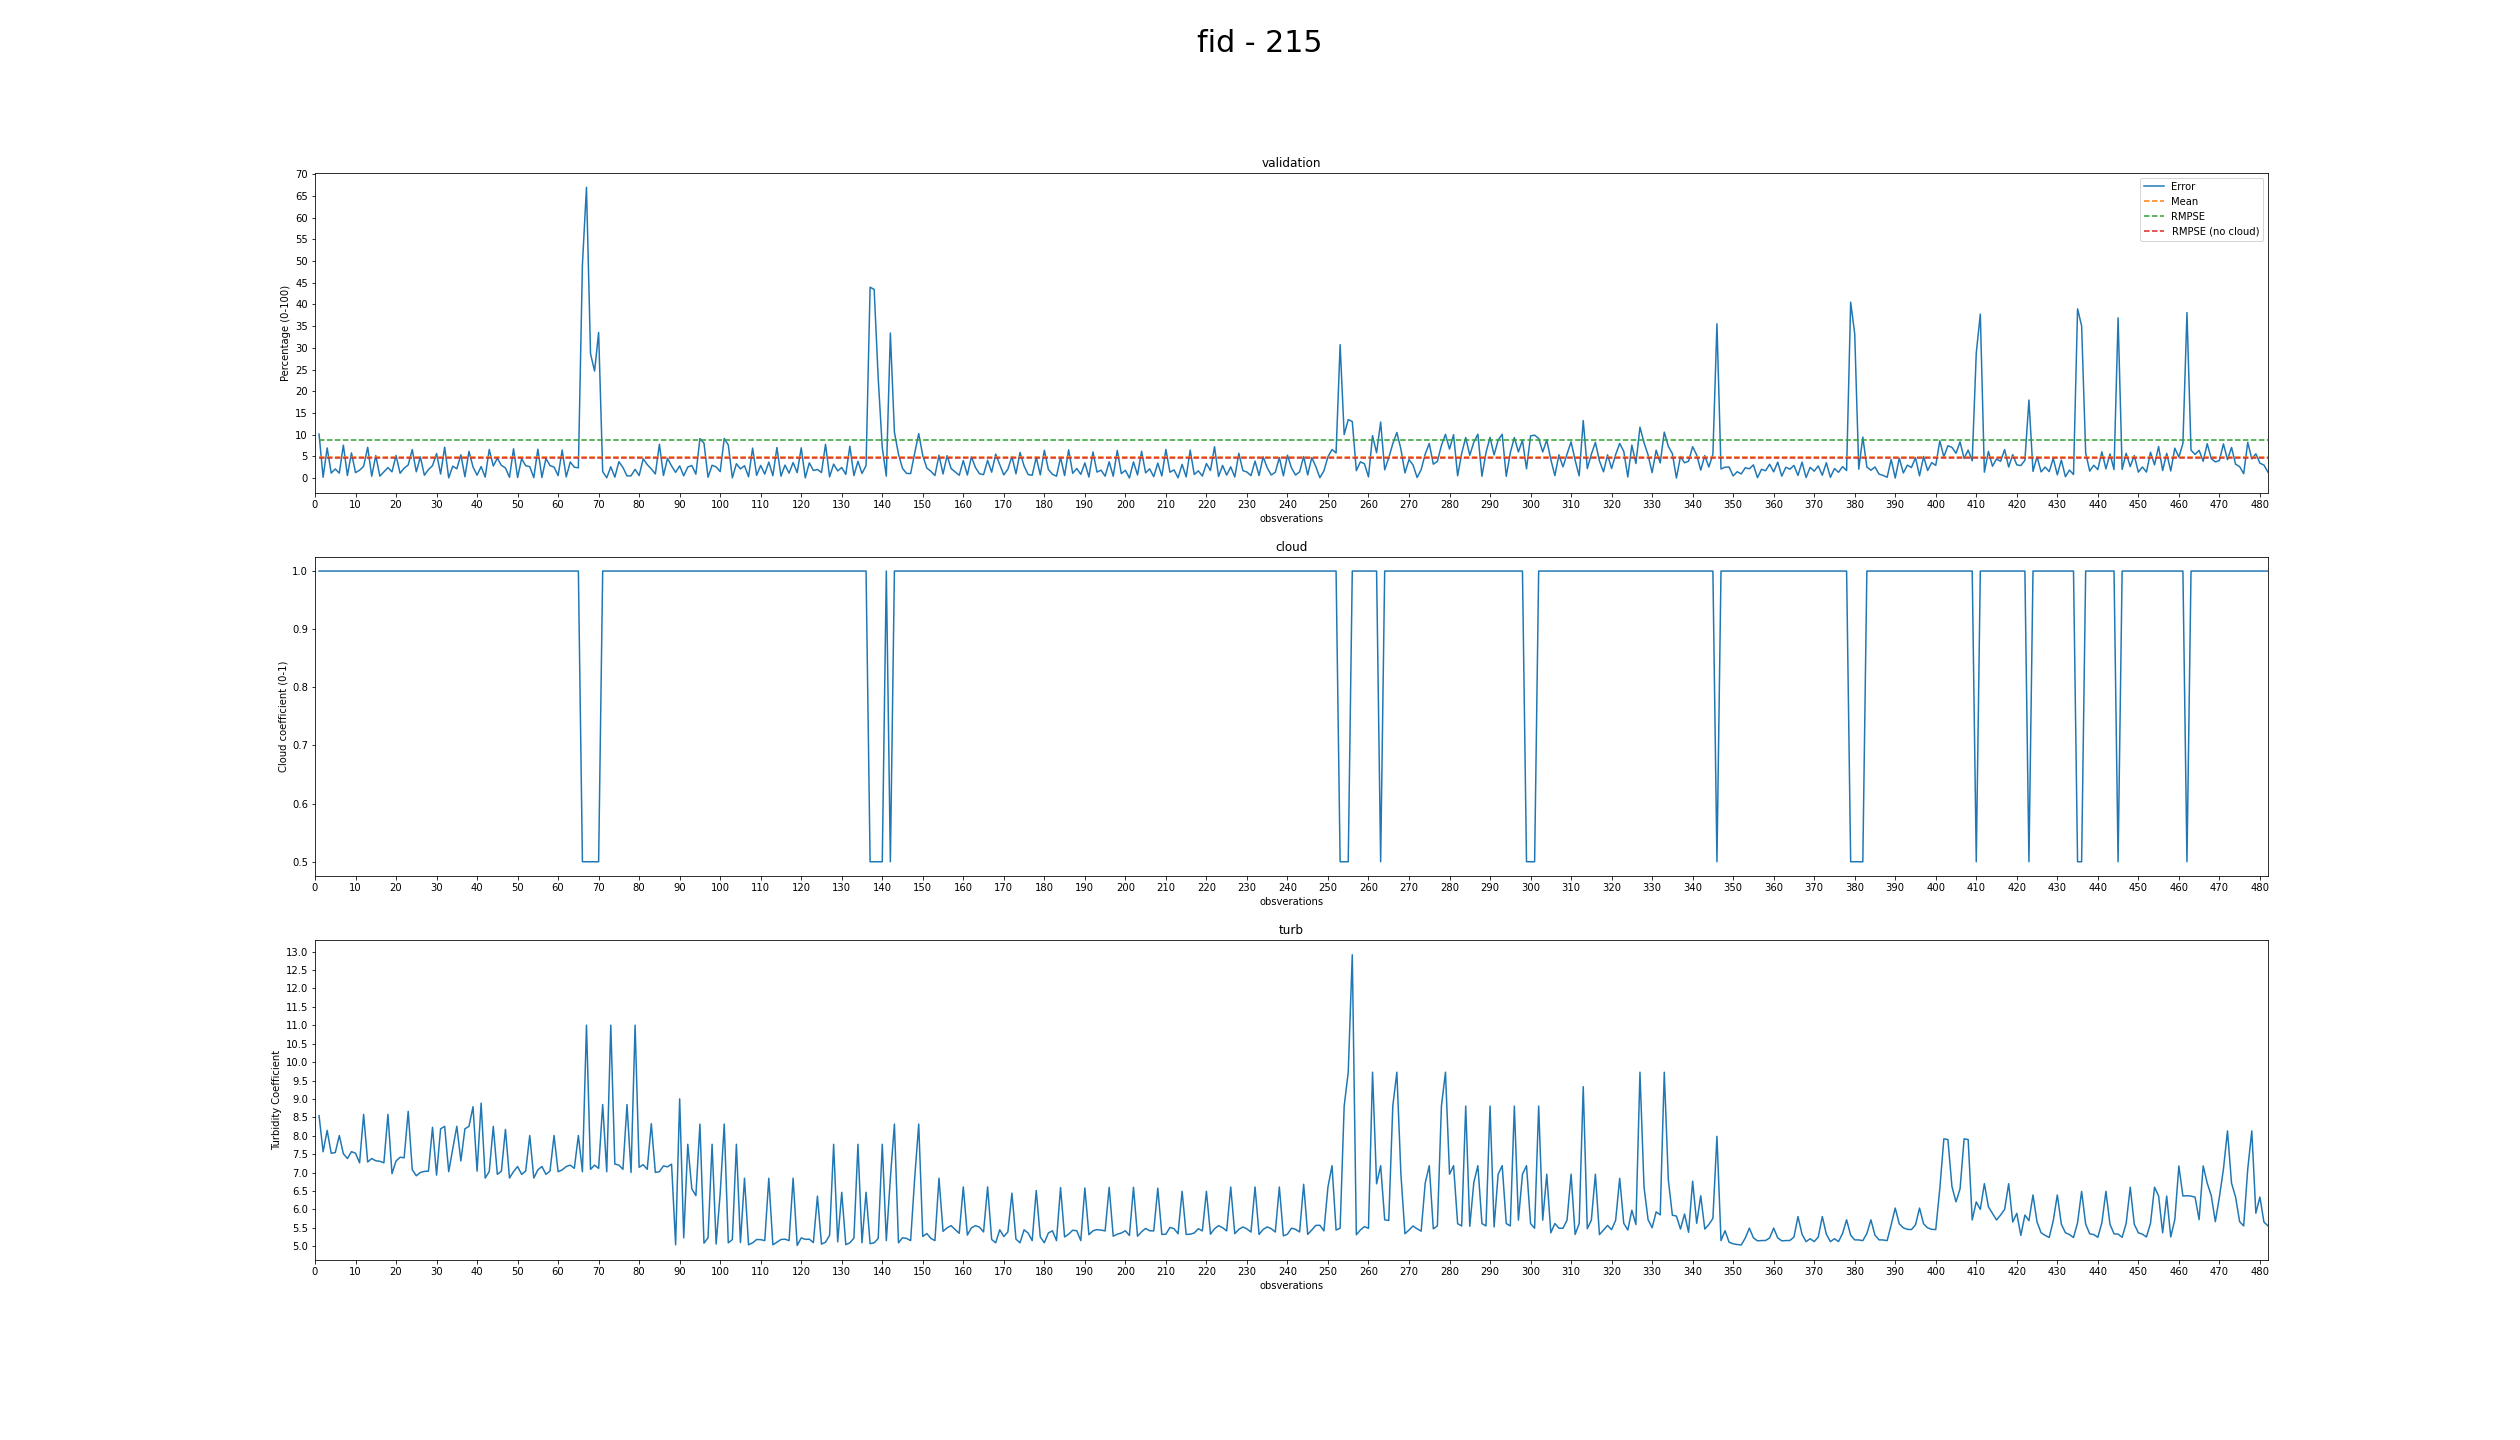 fid - 215
validation
Percentage (0-100)
70
65
60
55
50
45
40
35
30
25
20
15
10
5
0
Error
Mean
RMPSE
RMPSE (no cloud)
0 10 20 30 40 50 60 70 80 90 100 110 120 130 140 150 160 170 180 190 200 210 220 230 240 250 260 270 280 290 300 310 320 330 340 350 360 370 380 390 400 410 420 430 440 450 460 470 480
obsverations
cloud
Cloud coefficient (0-1)
1.0
0.9
0.8
0.7
0.6
0.5
0 10 20 30 40 50 60 70 80 90 100 110 120 130 140 150 160 170 180 190 200 210 220 230 240 250 260 270 280 290 300 310 320 330 340 350 360 370 380 390 400 410 420 430 440 450 460 470 480
obsverations
turb
Turbidity Coefficient
13.0
12.5
12.0
11.5
11.0
10.5
10.0
9.5
9.0
8.5
8.0
7.5
7.0
6.5
6.0
5.5
5.0
0 10 20 30 40 50 60 70 80 90 100 110 120 130 140 150 160 170 180 190 200 210 220 230 240 250 260 270 280 290 300 310 320 330 340 350 360 370 380 390 400 410 420 430 440 450 460 470 480
obsverations